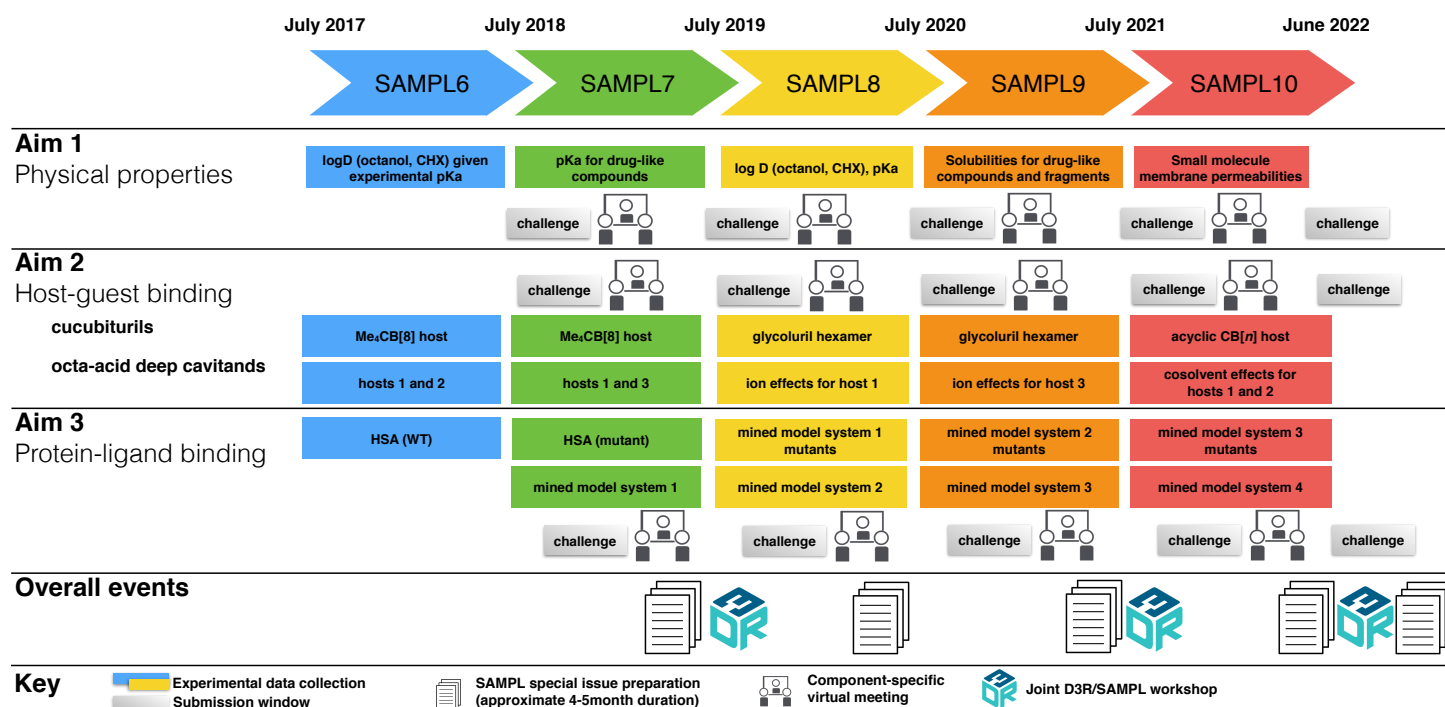 July 2017
July 2018
July 2019
July 2020
July 2021
June 2022
SAMPL6
SAMPL7
SAMPL8
SAMPL9
SAMPL10
Aim 1
Physical properties
logD (octanol, CHX) given
experimental pKa
pKa for drug-like
compounds
log D (octanol, CHX), pKa
Solubilities for drug-like
compounds and fragments
Small molecule
membrane permeabilities
challenge
challenge
challenge
challenge
challenge
Aim 2
Host-guest binding
challenge
challenge
challenge
challenge
challenge
cucubiturils
Me₄CB[8] host
Me₄CB[8] host
glycoluril hexamer
glycoluril hexamer
acyclic CB[n] host
octa-acid deep cavitands
hosts 1 and 2
hosts 1 and 3
ion effects for host 1
ion effects for host 3
cosolvent effects for
hosts 1 and 2
Aim 3
Protein-ligand binding
HSA (WT)
HSA (mutant)
mined model system 1
mutants
mined model system 2
mutants
mined model system 3
mutants
mined model system 1
mined model system 2
mined model system 3
mined model system 4
challenge
challenge
challenge
challenge
challenge
Overall events
D3R
D3R
D3R
Key
Experimental data collection
Submission window
SAMPL special issue preparation
(approximate 4-5month duration)
Component-specific
virtual meeting
D3R
Joint D3R/SAMPL workshop